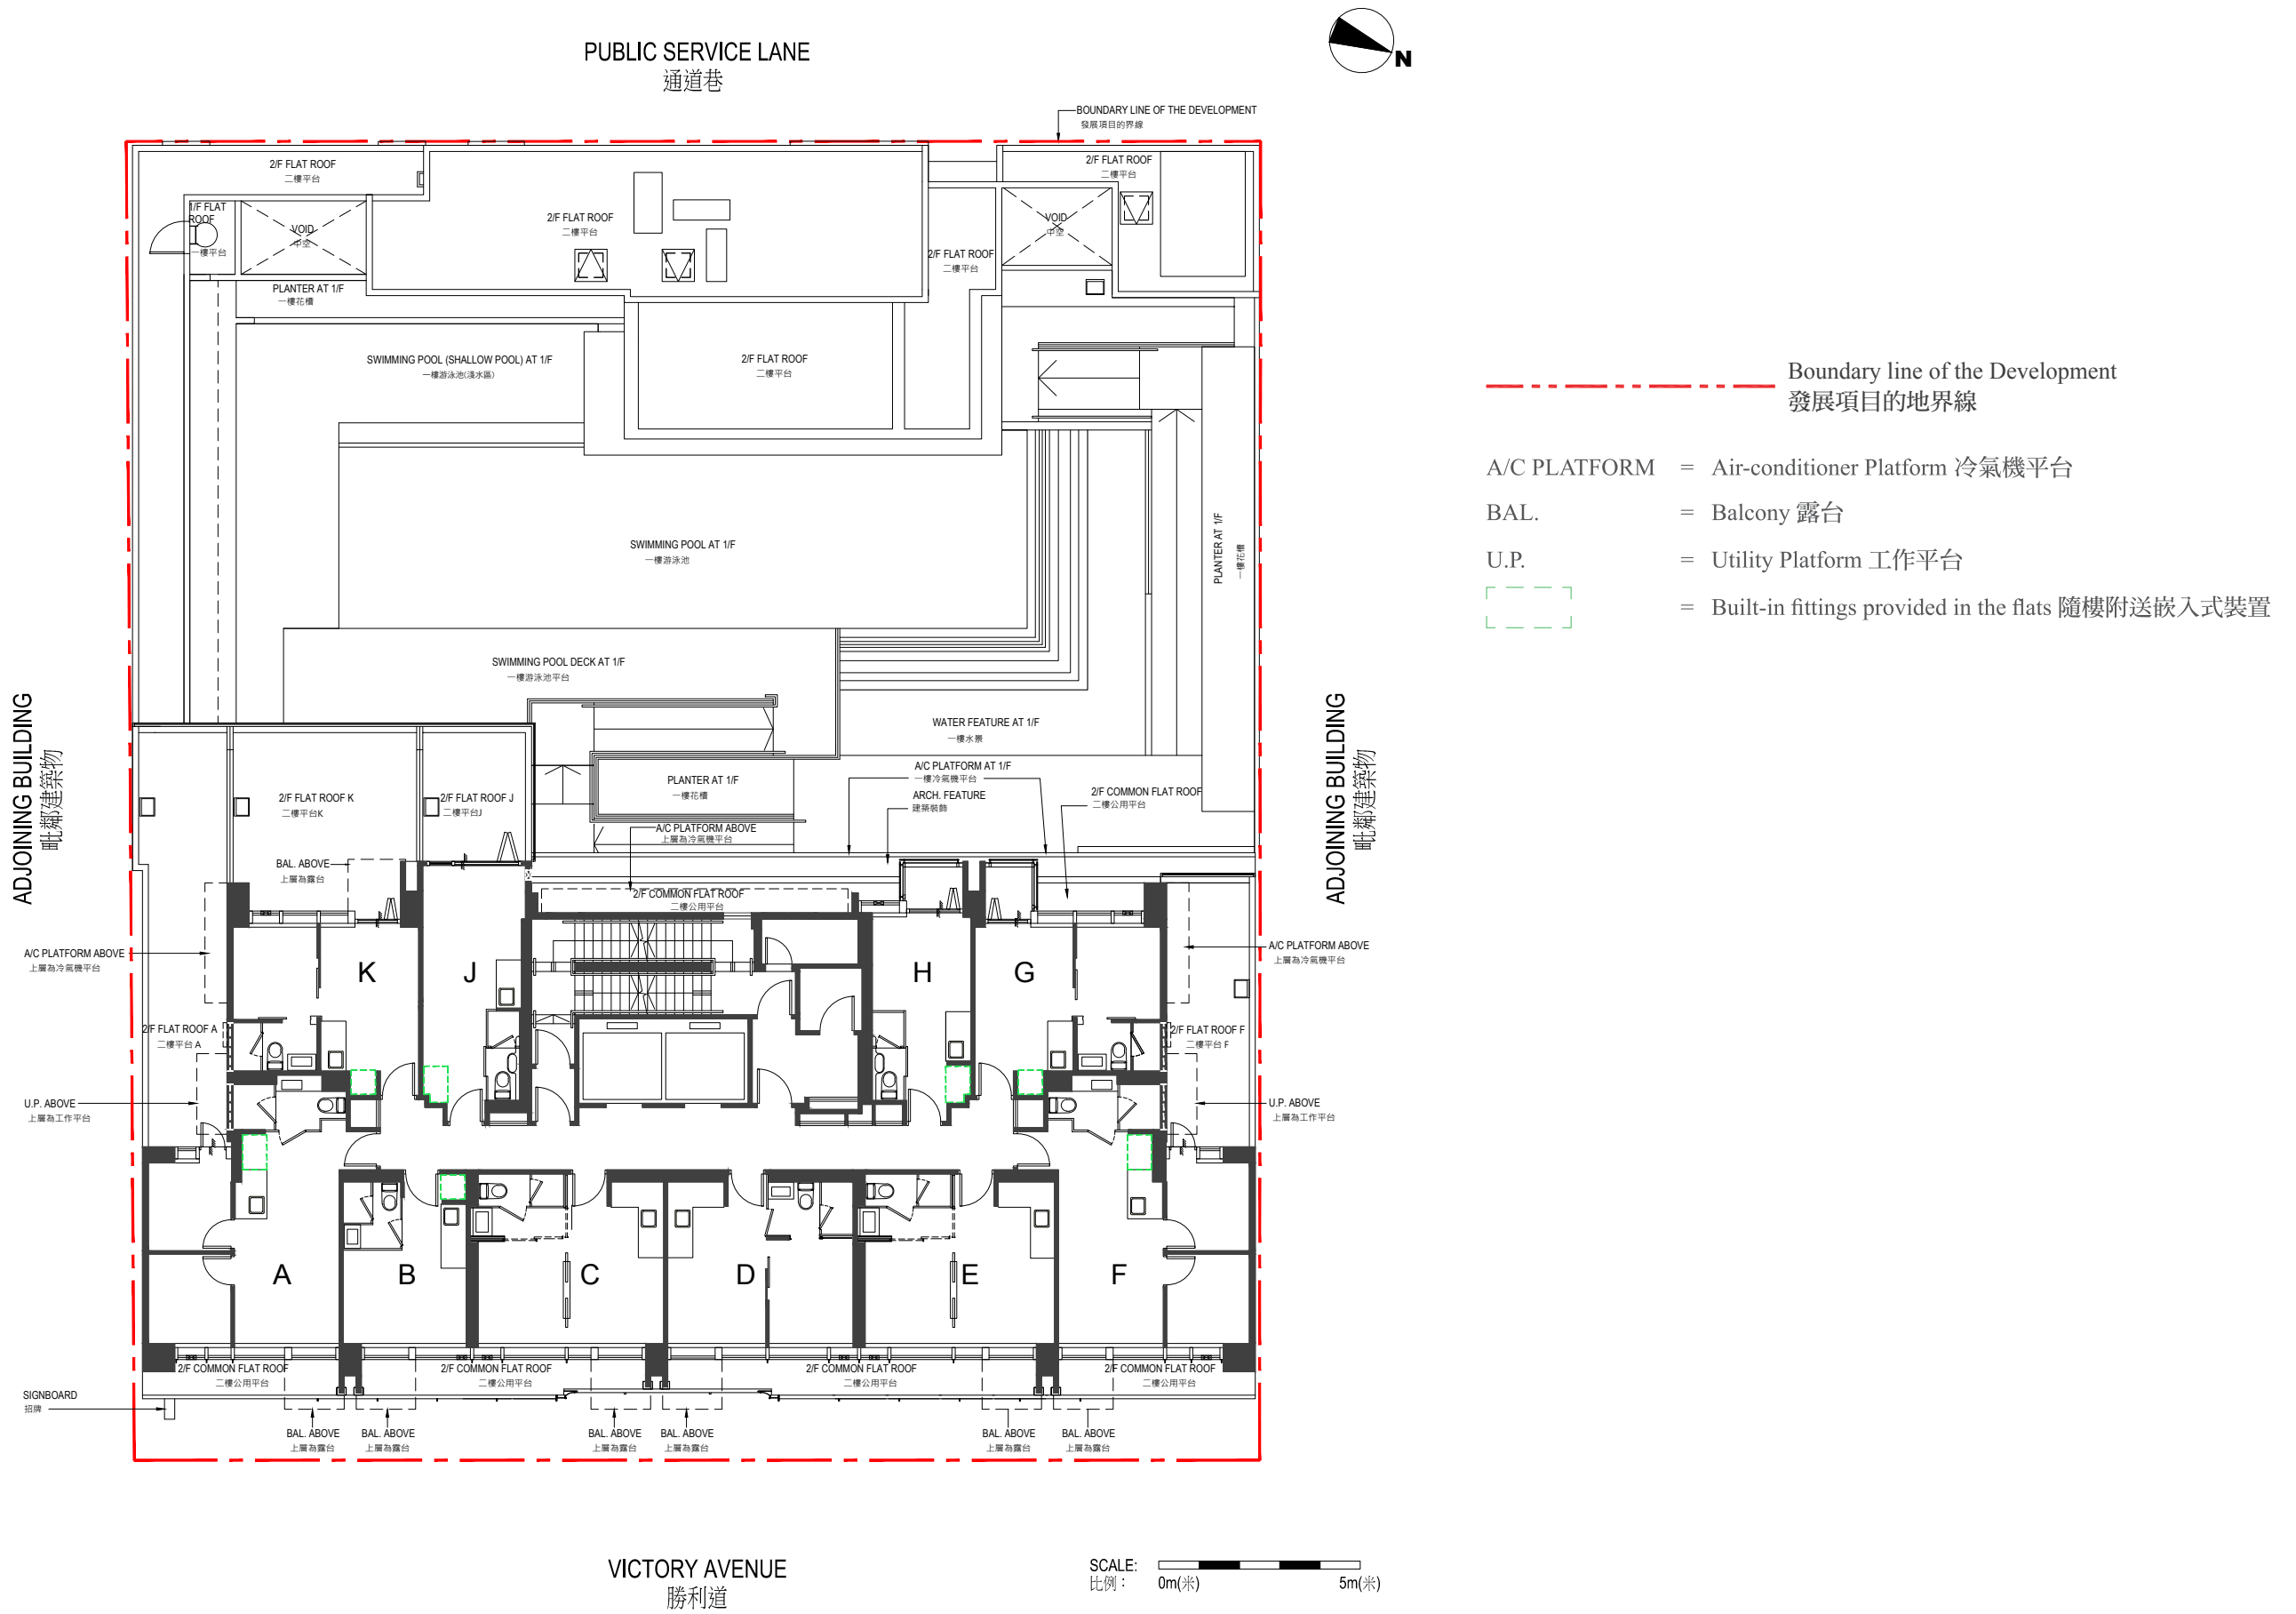 PUBLIC SERVICE LANE
通道巷
N
BOUNDARY LINE OF THE DEVELOPMENT
發展項目的界線
2/F FLAT ROOF
二樓平台
2/F FLAT ROOF
二樓平台
1/F FLAT
ROOF
一樓平台
VOID
中空
2/F FLAT ROOF
二樓平台
VOID
中空
2/F FLAT ROOF
二樓平台
PLANTER AT 1/F
一樓花槽
SWIMMING POOL (SHALLOW POOL) AT 1/F
一樓游泳池(淺水區)
2/F FLAT ROOF
二樓平台
Boundary line of the Development
發展項目的地界線
A/C PLATFORM = Air-conditioner Platform 冷氣機平台
BAL. = Balcony 露台
U.P. = Utility Platform 工作平台
= Built-in fittings provided in the flats 隨樓附送嵌入式裝置
SWIMMING POOL AT 1/F
一樓游泳池
PLANTER AT 1/F
一樓花槽
SWIMMING POOL DECK AT 1/F
一樓游泳池平台
WATER FEATURE AT 1/F
一樓水景
ADJOINING BUILDING
毗鄰建築物
ADJOINING BUILDING
毗鄰建築物
A/C PLATFORM AT 1/F
一樓冷氣機平台
PLANTER AT 1/F
一樓花槽
2/F FLAT ROOF K
二樓平台K
2/F FLAT ROOF J
二樓平台J
ARCH. FEATURE
建築裝飾
2/F COMMON FLAT ROOF
二樓公用平台
A/C PLATFORM ABOVE
上層為冷氣機平台
BAL. ABOVE
上層為露台
2/F COMMON FLAT ROOF
二樓公用平台
A/C PLATFORM ABOVE
上層為冷氣機平台
A/C PLATFORM ABOVE
上層為冷氣機平台
K
J
H
G
2/F FLAT ROOF A
二樓平台 A
2/F FLAT ROOF F
二樓平台 F
U.P. ABOVE
上層為工作平台
U.P. ABOVE
上層為工作平台
A
B
C
D
E
F
2/F COMMON FLAT ROOF
二樓公用平台
2/F COMMON FLAT ROOF
二樓公用平台
2/F COMMON FLAT ROOF
二樓公用平台
2/F COMMON FLAT ROOF
二樓公用平台
SIGNBOARD
招牌
BAL. ABOVE
上層為露台
BAL. ABOVE
上層為露台
BAL. ABOVE
上層為露台
BAL. ABOVE
上層為露台
BAL. ABOVE
上層為露台
BAL. ABOVE
上層為露台
VICTORY AVENUE
勝利道
SCALE:
比例：
0m(米)
5m(米)